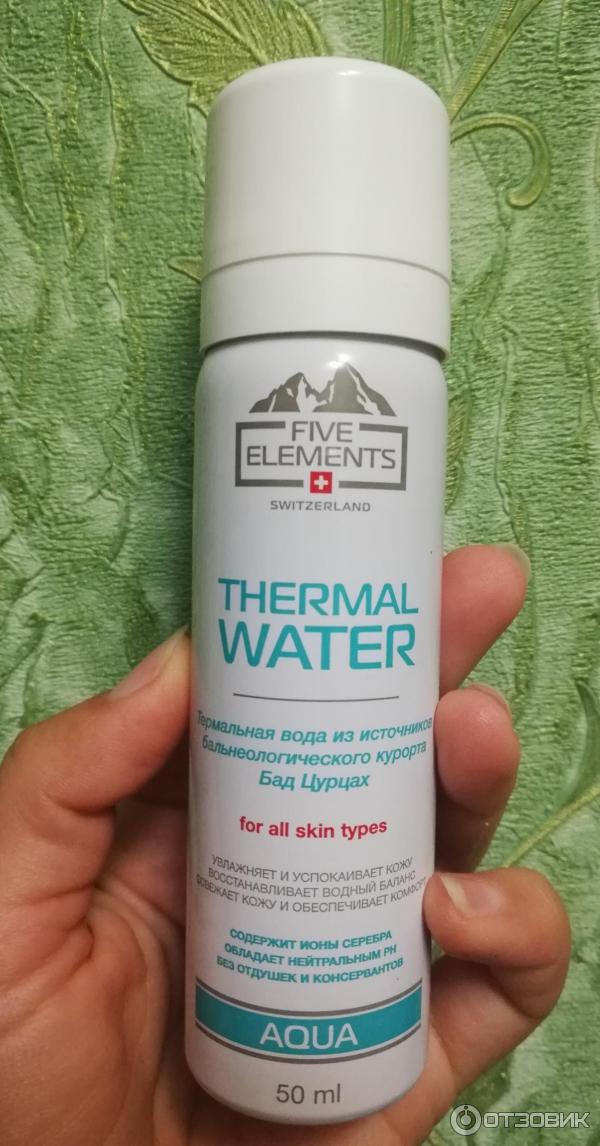 FIVE
ELEMENTS
SWITZERLAND
THERMAL
WATER
Термальная вода из источников
бальнеологического курорта
Бад Цурцах
for all skin types
УВЛАЖНЯЕТ И УСПОКАИВАЕТ КОЖУ
ВОССТАНАВЛИВАЕТ ВОДНЫЙ БАЛАНС
ОСВЕЖАЕТ КОЖУ И ОБЕСПЕЧИВАЕТ КОМФОРТ
СОДЕРЖИТ ИОНЫ СЕРЕБРА
ОБЛАДАЕТ НЕЙТРАЛЬНЫМ PH
БЕЗ ОТДУШЕК И КОНСЕРВАНТОВ
AQUA
50 ml
ОТЗОВИК